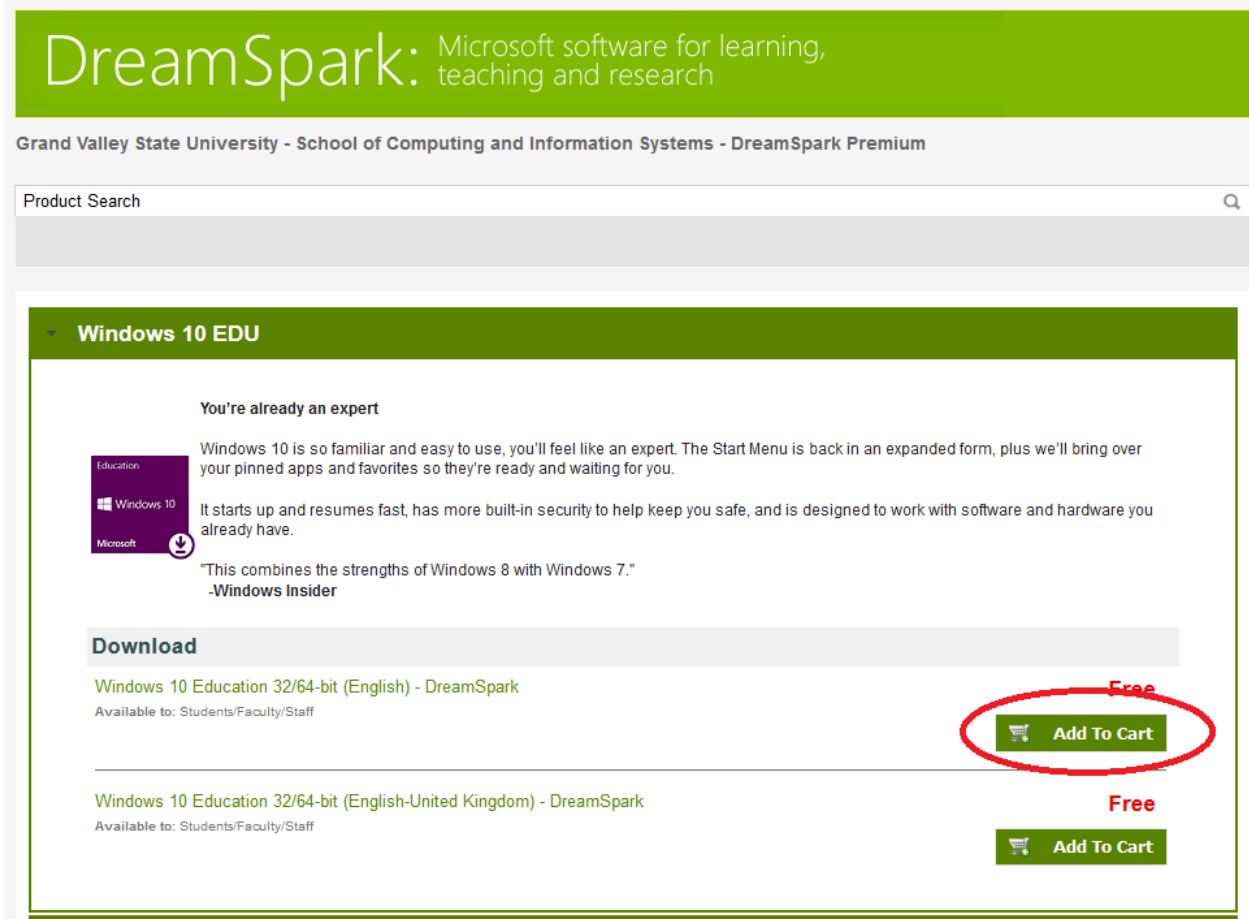 DreamSpark: Microsoft software for learning,
teaching and research
Grand Valley State University - School of Computing and Information Systems - DreamSpark Premium
Product Search
Windows 10 EDU
You're already an expert
Windows 10 is so familiar and easy to use, you'll feel like an expert. The Start Menu is back in an expanded form, plus we'll bring over
your pinned apps and favorites so they're ready and waiting for you.
Education
Windows 10
Microsoft
It starts up and resumes fast, has more built-in security to help keep you safe, and is designed to work with software and hardware you
already have.
"This combines the strengths of Windows 8 with Windows 7."
-Windows Insider
Download
Windows 10 Education 32/64-bit (English) - DreamSpark
Free
Available to: Students/Faculty/Staff
Add To Cart
Windows 10 Education 32/64-bit (English-United Kingdom) - DreamSpark
Free
Available to: Students/Faculty/Staff
Add To Cart